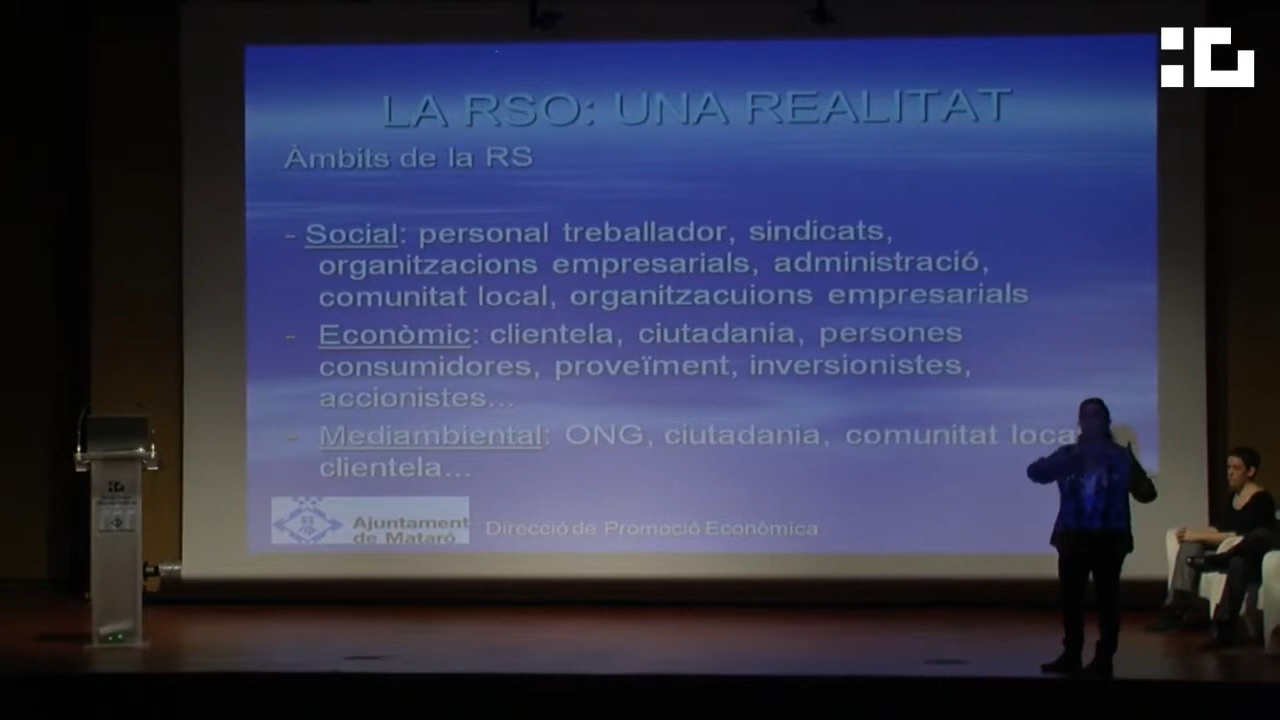 LA RSO: UNA REALITAT
Àmbits de la RS
- Social: personal treballador, sindicats,
organitzacions empresarials, administració,
comunitat local, organitzacuions empresarials
- Econòmic: clientela, ciutadania, persones
consumidores, proveïment, inversionistes,
accionistes...
- Mediambiental: ONG, ciutadania, comunitat loca
clientela...
Ajuntament
de Mataró
Direcció de Promoció Econòmica